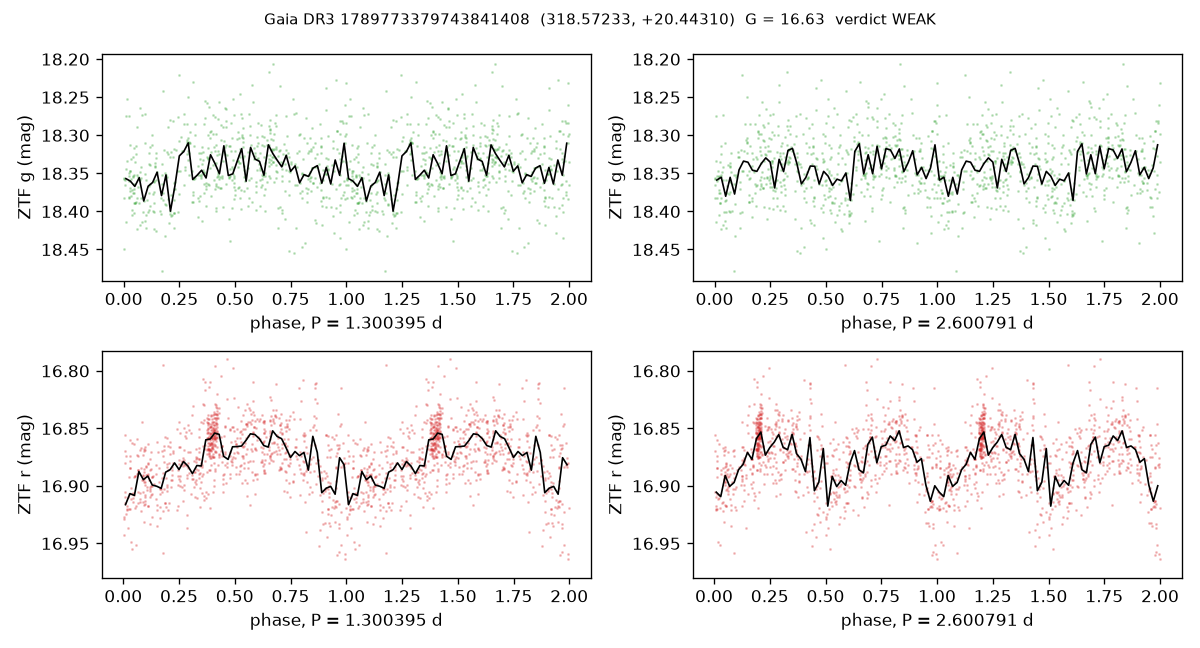 Gaia DR3 1789773379743841408  (318.57233, +20.44310)  G = 16.63  verdict WEAK
18.20
18.25
18.30
18.35
18.40
18.45
ZTF g (mag)
0.00 0.25 0.50 0.75 1.00 1.25 1.50 1.75 2.00
phase, P = 1.300395 d
18.20
18.25
18.30
18.35
18.40
18.45
ZTF g (mag)
0.00 0.25 0.50 0.75 1.00 1.25 1.50 1.75 2.00
phase, P = 2.600791 d
16.80
16.85
16.90
16.95
ZTF r (mag)
0.00 0.25 0.50 0.75 1.00 1.25 1.50 1.75 2.00
phase, P = 1.300395 d
16.80
16.85
16.90
16.95
ZTF r (mag)
0.00 0.25 0.50 0.75 1.00 1.25 1.50 1.75 2.00
phase, P = 2.600791 d